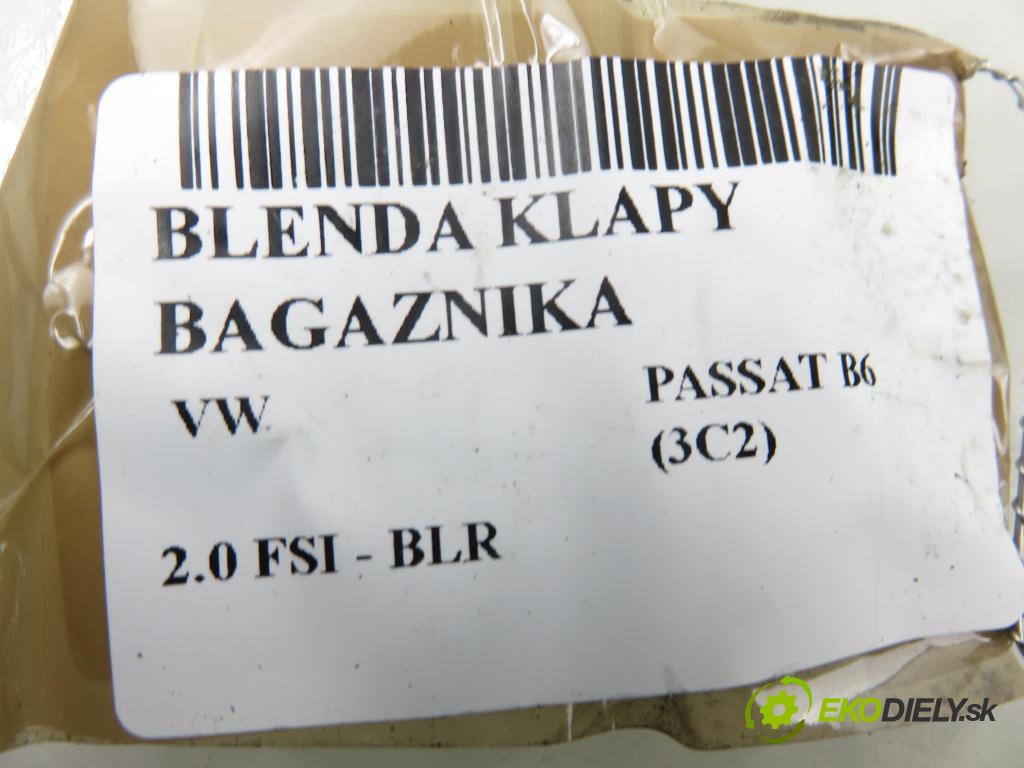 BLENDA KLAPY
BAGAZNIKA
VW
PASSAT B6
(3C2)
2.0 FSI - BLR
EKODIELY.sk